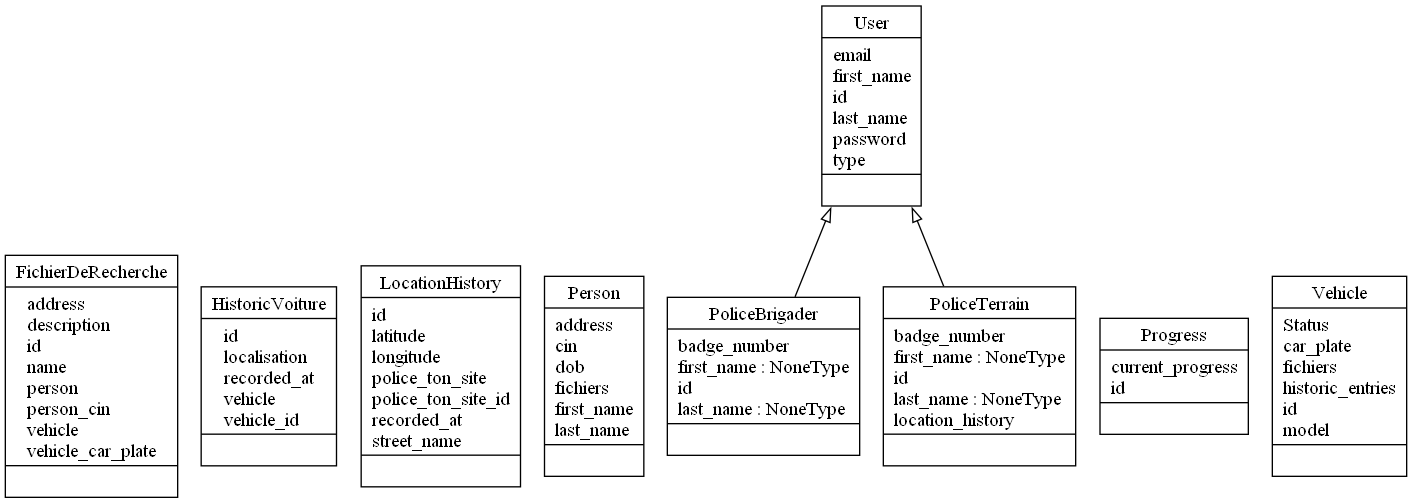 User
email
first_name
id
last_name
password
type
FichierDeRecherche
address
description
id
name
person
person_cin
vehicle
vehicle_car_plate
HistoricVoiture
id
localisation
recorded_at
vehicle
vehicle_id
LocationHistory
id
latitude
longitude
police_ton_site
police_ton_site_id
recorded_at
street_name
Person
address
cin
dob
fichiers
first_name
last_name
PoliceBrigader
badge_number
first_name : NoneType
id
last_name : NoneType
PoliceTerrain
badge_number
first_name : NoneType
id
last_name : NoneType
location_history
Progress
current_progress
id
Vehicle
Status
car_plate
fichiers
historic_entries
id
model